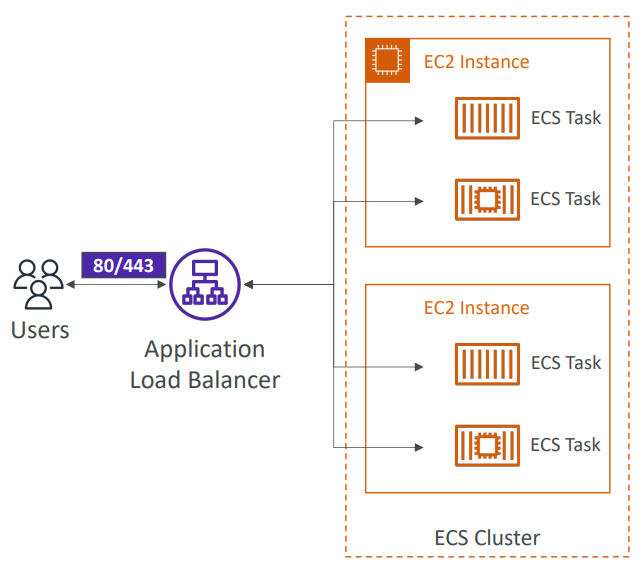 EC2 Instance
ECS Task
ECS Task
80/443
Users
Application
Load Balancer
EC2 Instance
ECS Task
ECS Task
ECS Cluster